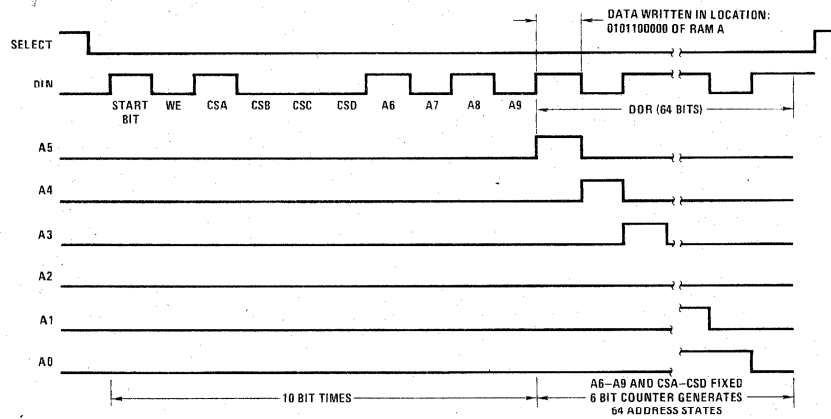 DATA WRITTEN IN LOCATION:
0101100000 OF RAM A
SELECT
DIN
START BIT
WE
CSA
CSB
CSC
CSD
A6
A7
A8
A9
DOR (64 BITS)
A5
A4
A3
A2
A1
A0
10 BIT TIMES
A6–A9 AND CSA–CSD FIXED
6 BIT COUNTER GENERATES
64 ADDRESS STATES